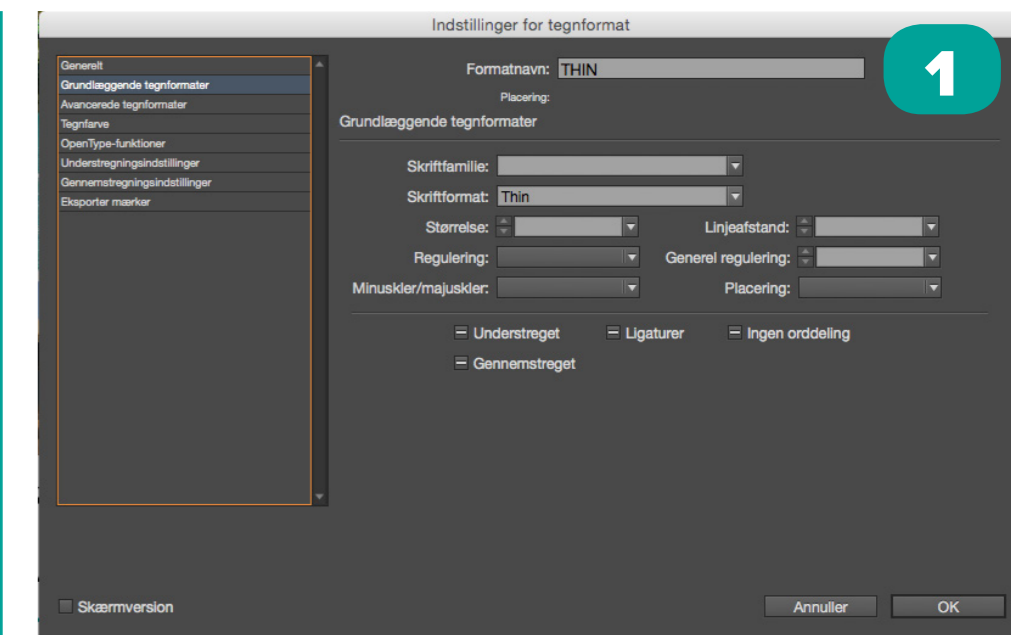 Indstillinger for tegnformat
1
Generelt
Grundlæggende tegnformater
Avancerede tegnformater
Tegnfarve
OpenType-funktioner
Understregningsindstillinger
Gennemstregningsindstillinger
Eksporter mærker
Formatnavn: THIN
Placering:
Grundlæggende tegnformater
Skriftfamilie:
Skriftformat: Thin
Størrelse: Linjeafstand:
Regulering: Generel regulering:
Minuskler/majuskler: Placering:
Understreget Ligaturer Ingen orddeling
Gennemstreget
Skærmversion Annuller OK